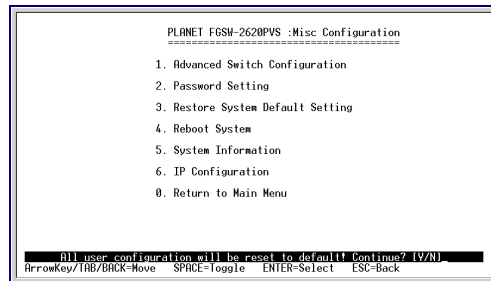 PLANET FGSW-2620PVS :Misc Configuration
=====================================
1. Advanced Switch Configuration
2. Password Setting
3. Restore System Default Setting
4. Reboot System
5. System Information
6. IP Configuration
0. Return to Main Menu
All user configuration will be reset to default! Continue? [Y/N]_
ArrowKey/TAB/BACK=Move SPACE=Toggle ENTER=Select ESC=Back